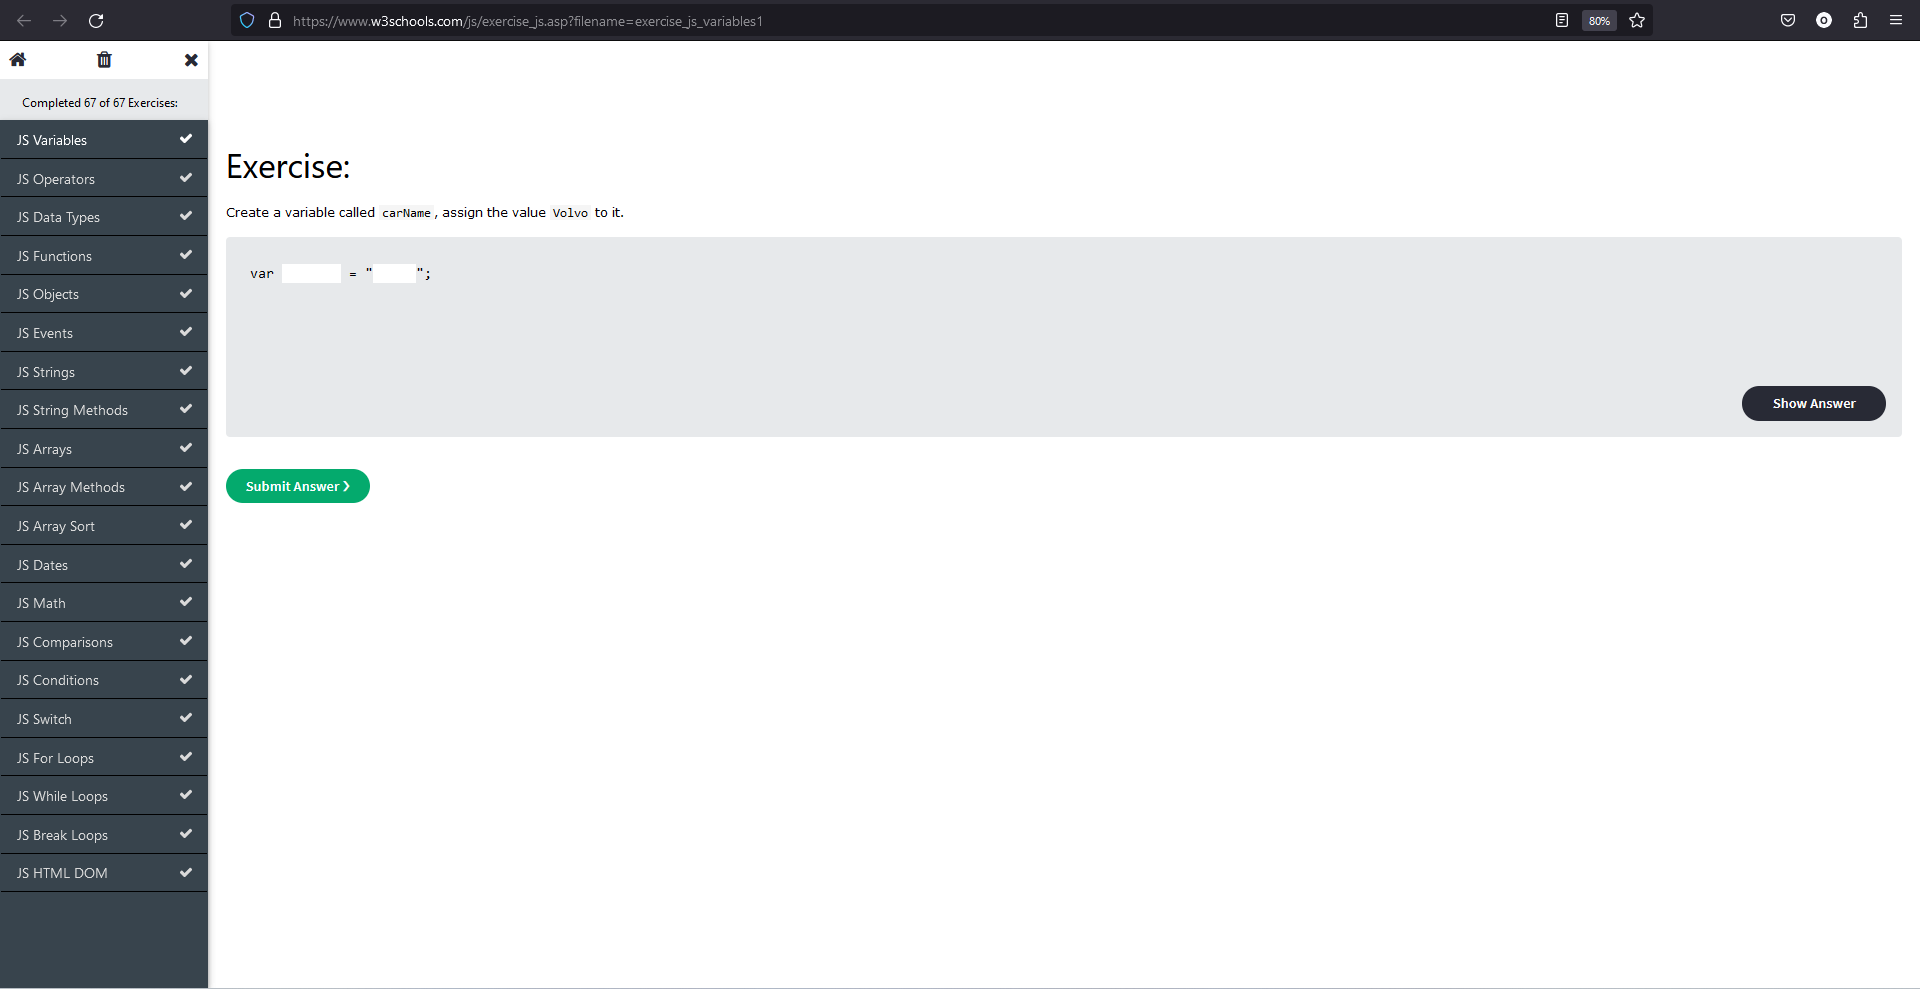 https://www.w3schools.com/js/exercise_js.asp?filename=exercise_js_variables1
80%
Completed 67 of 67 Exercises:
JS Variables
JS Operators
JS Data Types
JS Functions
JS Objects
JS Events
JS Strings
JS String Methods
JS Arrays
JS Array Methods
JS Array Sort
JS Dates
JS Math
JS Comparisons
JS Conditions
JS Switch
JS For Loops
JS While Loops
JS Break Loops
JS HTML DOM
Exercise:
Create a variable called carName, assign the value Volvo to it.
var = "";
Show Answer
Submit Answer ❯